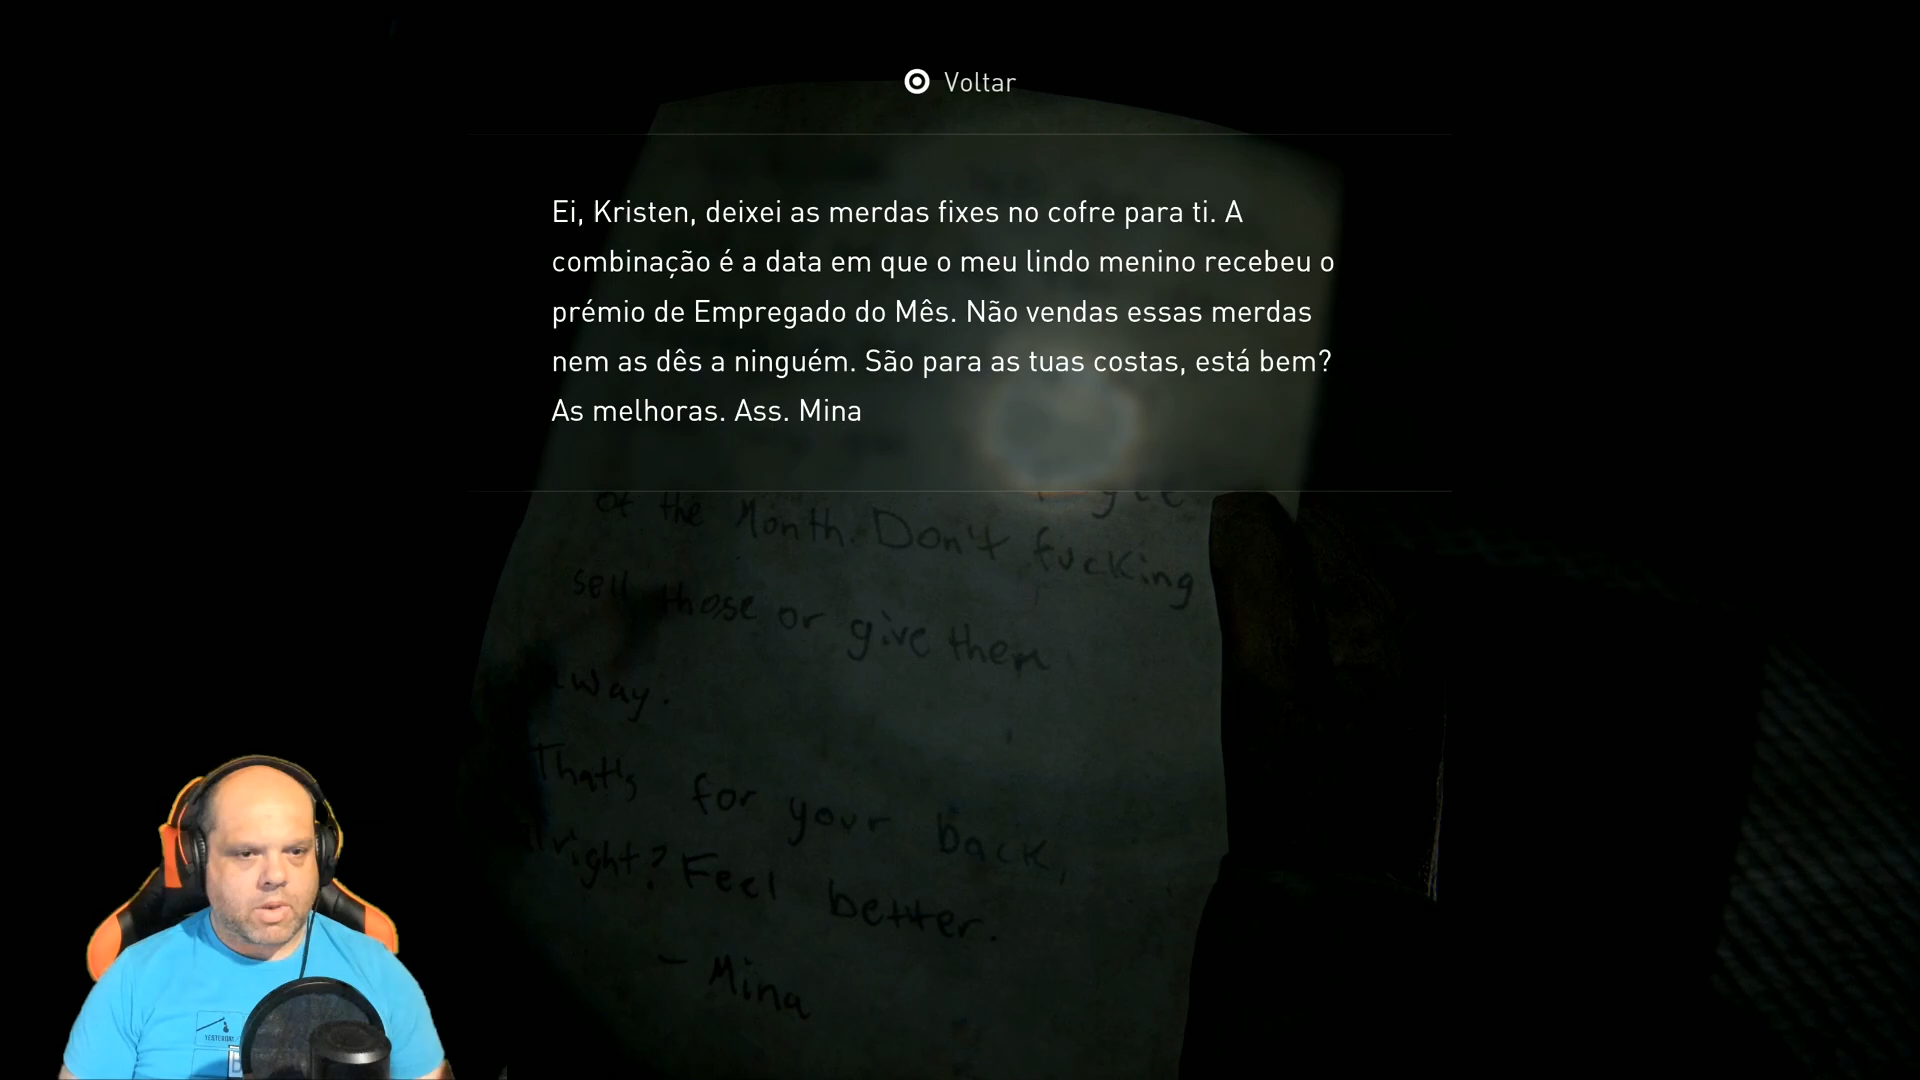 Voltar
Ei, Kristen, deixei as merdas fixes no cofre para ti. A
combinação é a data em que o meu lindo menino recebeu o
prémio de Empregado do Mês. Não vendas essas merdas
nem as dês a ninguém. São para as tuas costas, está bem?
As melhoras. Ass. Mina
of the Month. Don't fucking
sell those or give them
away.
That's for your back,
alright? Feel better.
- Mina
YESTERDAY